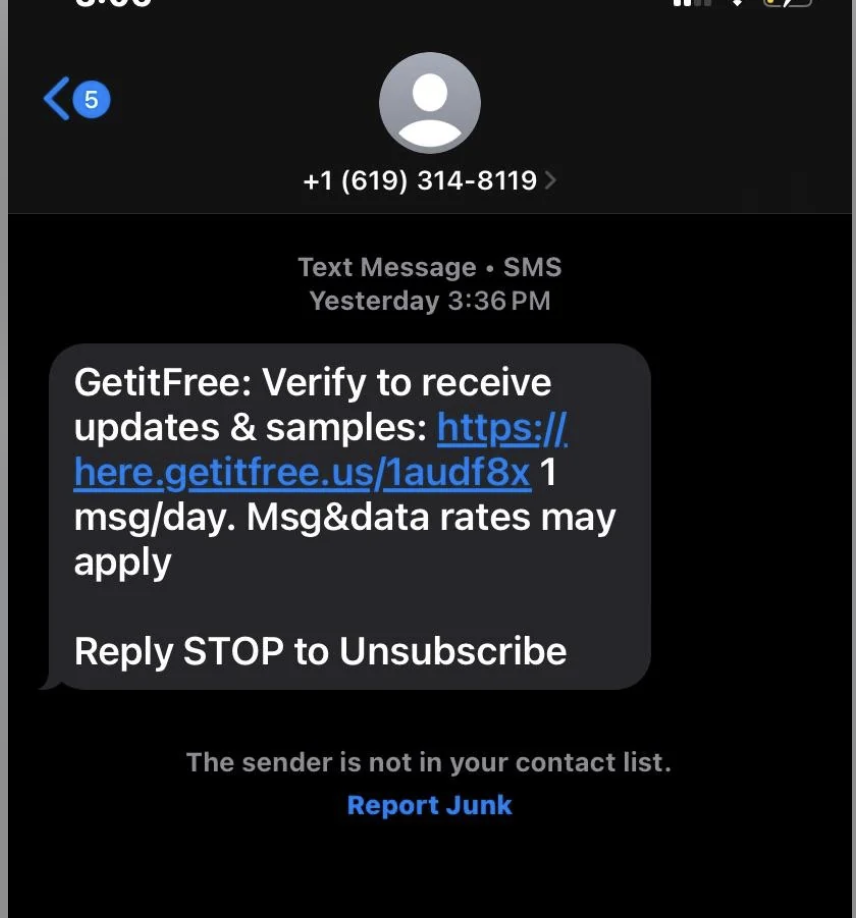 5
+1 (619) 314-8119
Text Message • SMS
Yesterday 3:36 PM
GetitFree: Verify to receive
updates & samples: https://
here.getitfree.us/1audf8x 1
msg/day. Msg&data rates may
apply
Reply STOP to Unsubscribe
The sender is not in your contact list.
Report Junk